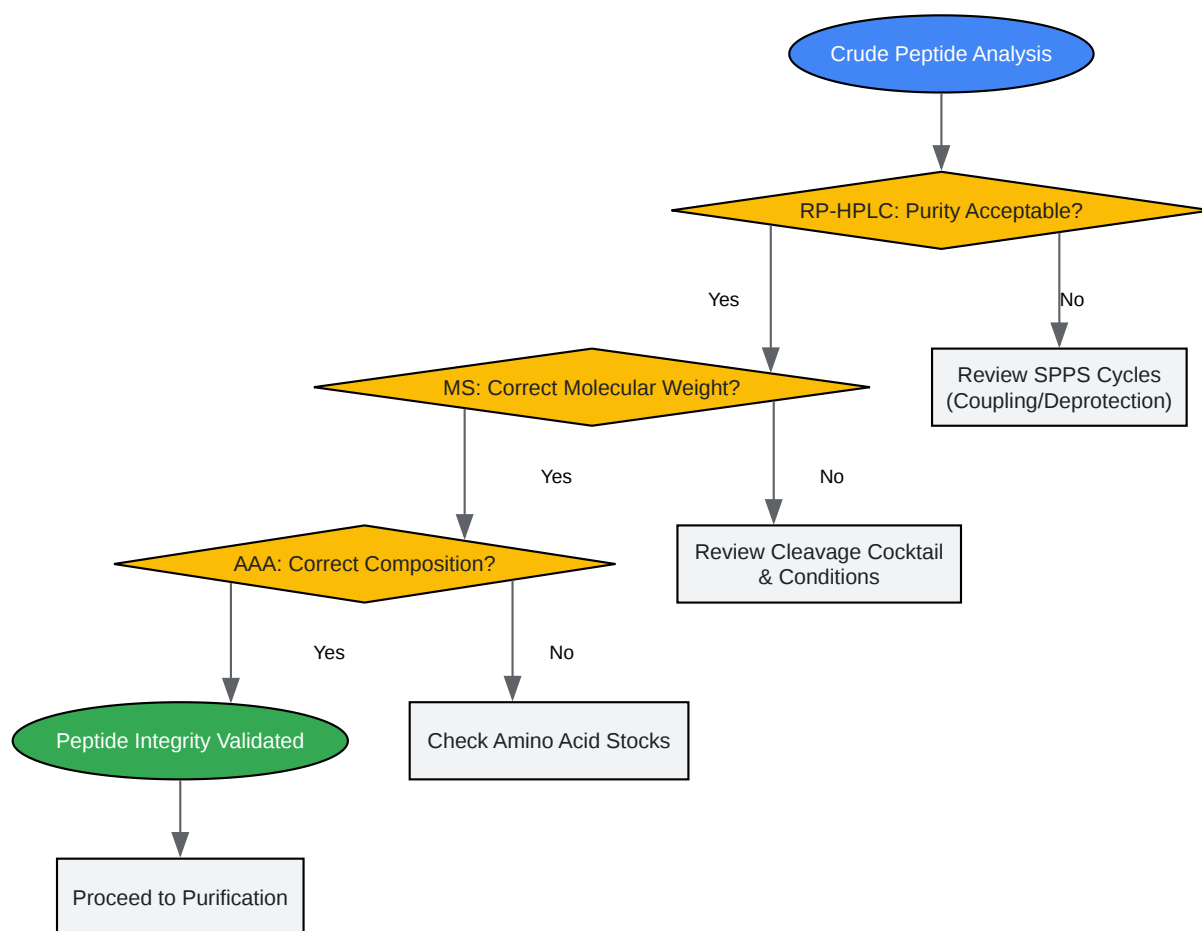 Crude Peptide Analysis
RP-HPLC: Purity Acceptable?
Yes
No
MS: Correct Molecular Weight?
Review SPPS Cycles
(Coupling/Deprotection)
Yes
No
AAA: Correct Composition?
Review Cleavage Cocktail
& Conditions
Yes
No
Peptide Integrity Validated
Check Amino Acid Stocks
Proceed to Purification